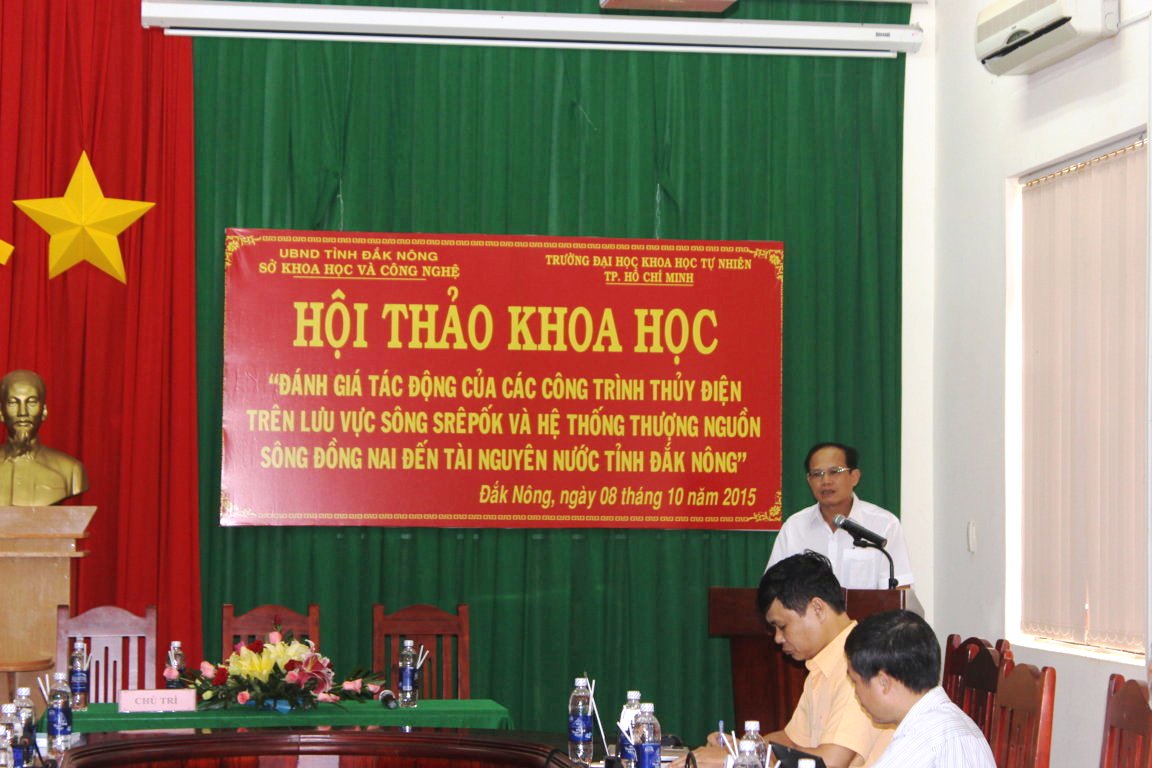 UBND TỈNH ĐẮK NÔNG
SỞ KHOA HỌC VÀ CÔNG NGHỆ
TRƯỜNG ĐẠI HỌC KHOA HỌC TỰ NHIÊN
TP. HỒ CHÍ MINH
HỘI THẢO KHOA HỌC
“ĐÁNH GIÁ TÁC ĐỘNG CỦA CÁC CÔNG TRÌNH THỦY ĐIỆN
TRÊN LƯU VỰC SÔNG SRÊPỐK VÀ HỆ THỐNG THƯỢNG NGUỒN
SÔNG ĐỒNG NAI ĐẾN TÀI NGUYÊN NƯỚC TỈNH ĐẮK NÔNG”
Đắk Nông, ngày 08 tháng 10 năm 2015
CHỦ TRÌ